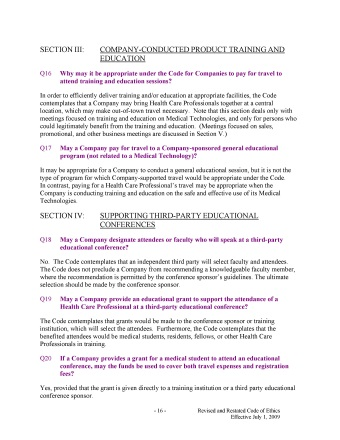 SECTION III: COMPANY-CONDUCTED PRODUCT TRAINING AND
EDUCATION
Q16 Why may it be appropriate under the Code for Companies to pay for travel to
attend training and education sessions?
In order to efficiently deliver training and/or education at appropriate facilities, the Code
contemplates that a Company may bring Health Care Professionals together at a central
location, which may make out-of-town travel necessary. Note that this section deals only with
meetings focused on training and education on Medical Technologies, and only for persons who
could legitimately benefit from the training and education. (Meetings focused on sales,
promotional, and other business meetings are discussed in Section V.)
Q17 May a Company pay for travel to a Company-sponsored general educational
program (not related to a Medical Technology)?
It may be appropriate for a Company to conduct a general educational session, but it is not the
type of program for which Company-supported travel would be appropriate under the Code.
In contrast, paying for a Health Care Professional's travel may be appropriate when the
Company is conducting training and education on the safe and effective use of its Medical
Technologies.
SECTION IV: SUPPORTING THIRD-PARTY EDUCATIONAL
CONFERENCES
Q18 May a Company designate attendees or faculty who will speak at a third-party
educational conference?
No. The Code contemplates that an independent third party will select faculty and attendees.
The Code does not preclude a Company from recommending a knowledgeable faculty member,
where the recommendation is permitted by the conference sponsor's guidelines. The ultimate
selection should be made by the conference sponsor.
Q19 May a Company provide an educational grant to support the attendance of a
Health Care Professional at a third-party educational conference?
The Code contemplates that grants would be made to the conference sponsor or training
institution, which will select the attendees. Furthermore, the Code contemplates that the
benefited attendees would be medical students, residents, fellows, or other Health Care
Professionals in training.
Q20 If a Company provides a grant for a medical student to attend an educational
conference, may the funds be used to cover both travel expenses and registration
fees?
Yes, provided that the grant is given directly to a training institution or a third party educational
conference sponsor.
- 16 - Revised and Restated Code of Ethics
Effective July 1, 2009